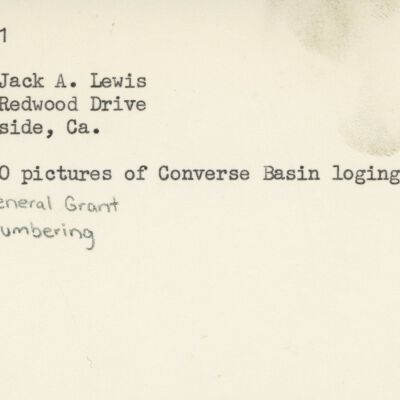 1
Jack A. Lewis
Redwood Drive
side, Ca.
0 pictures of Converse Basin loging
eneral Grant
umbering